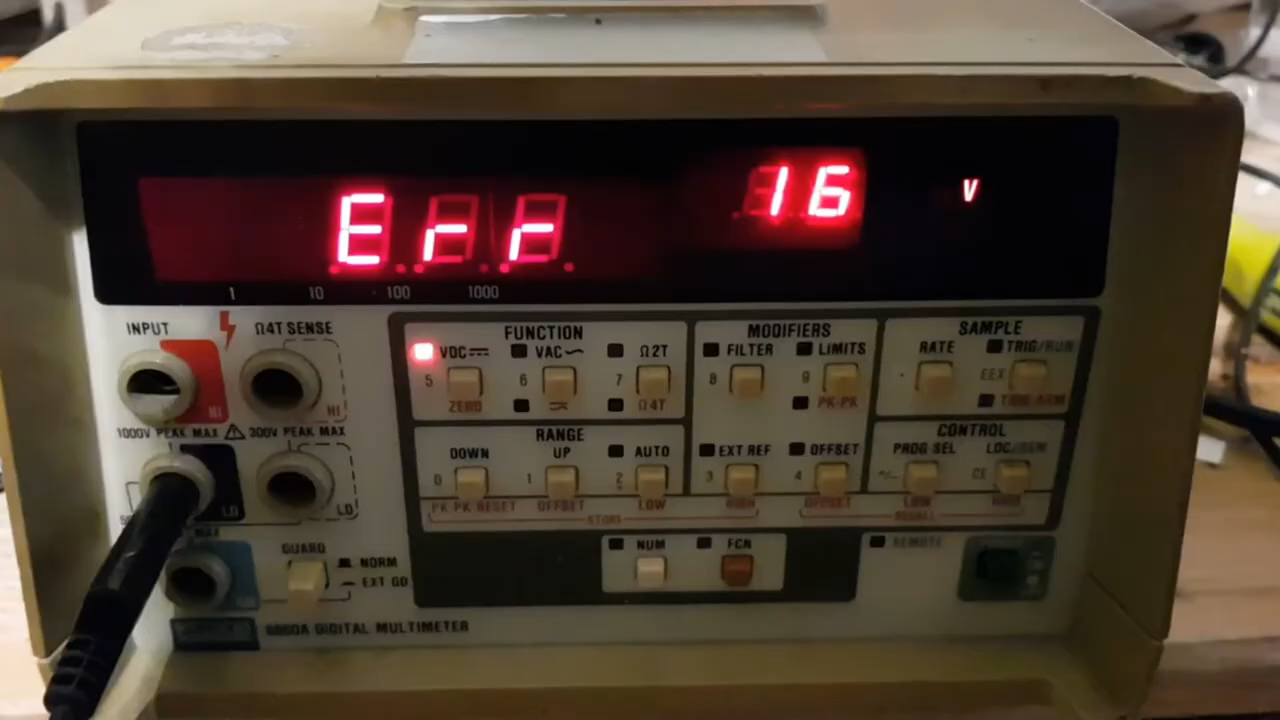 Err 16 V
1 10 100 1000
INPUT Ω4T SENSE
HI HI
1000V PEAK MAX 300V PEAK MAX
LO LO
MAX
GUARD
NORM
EXT GD
8860A DIGITAL MULTIMETER
FUNCTION
VDC VAC Ω2T
5 6 7
ZERO Ω4T
RANGE
DOWN UP AUTO
0 1 2
PK-PK RESET OFFSET LOW HIGH OFFSET LOW HIGH
STORE RECALL
MODIFIERS
FILTER LIMITS
8 9
PK-PK
EXT REF OFFSET
3 4
SAMPLE
RATE TRIG/RUN
. EEX
TRIG ARM
CONTROL
PROG SEL LOC/REM
+/- CE
NUM FCN
REMOTE